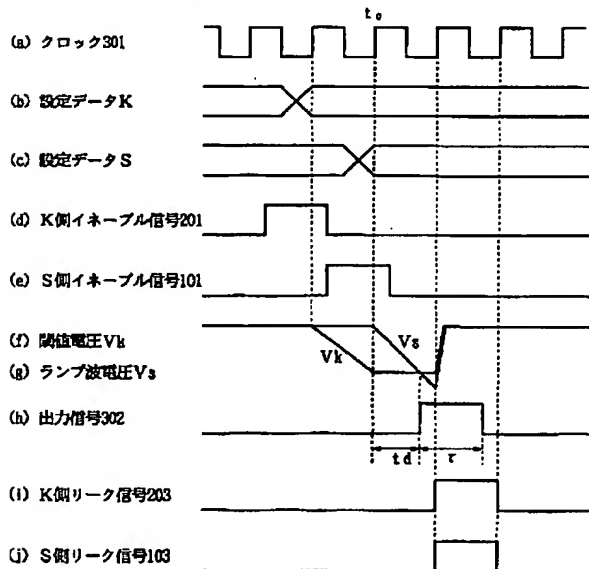 t₀
(a) クロック301
(b) 設定データK
(c) 設定データS
(d) K側イネーブル信号201
(e) S側イネーブル信号101
(f) 閾値電圧Vk
Vk
Vs
(g) ランプ波電圧Vs
(h) 出力信号302
td
τ
(i) K側リーク信号203
(j) S側リーク信号103